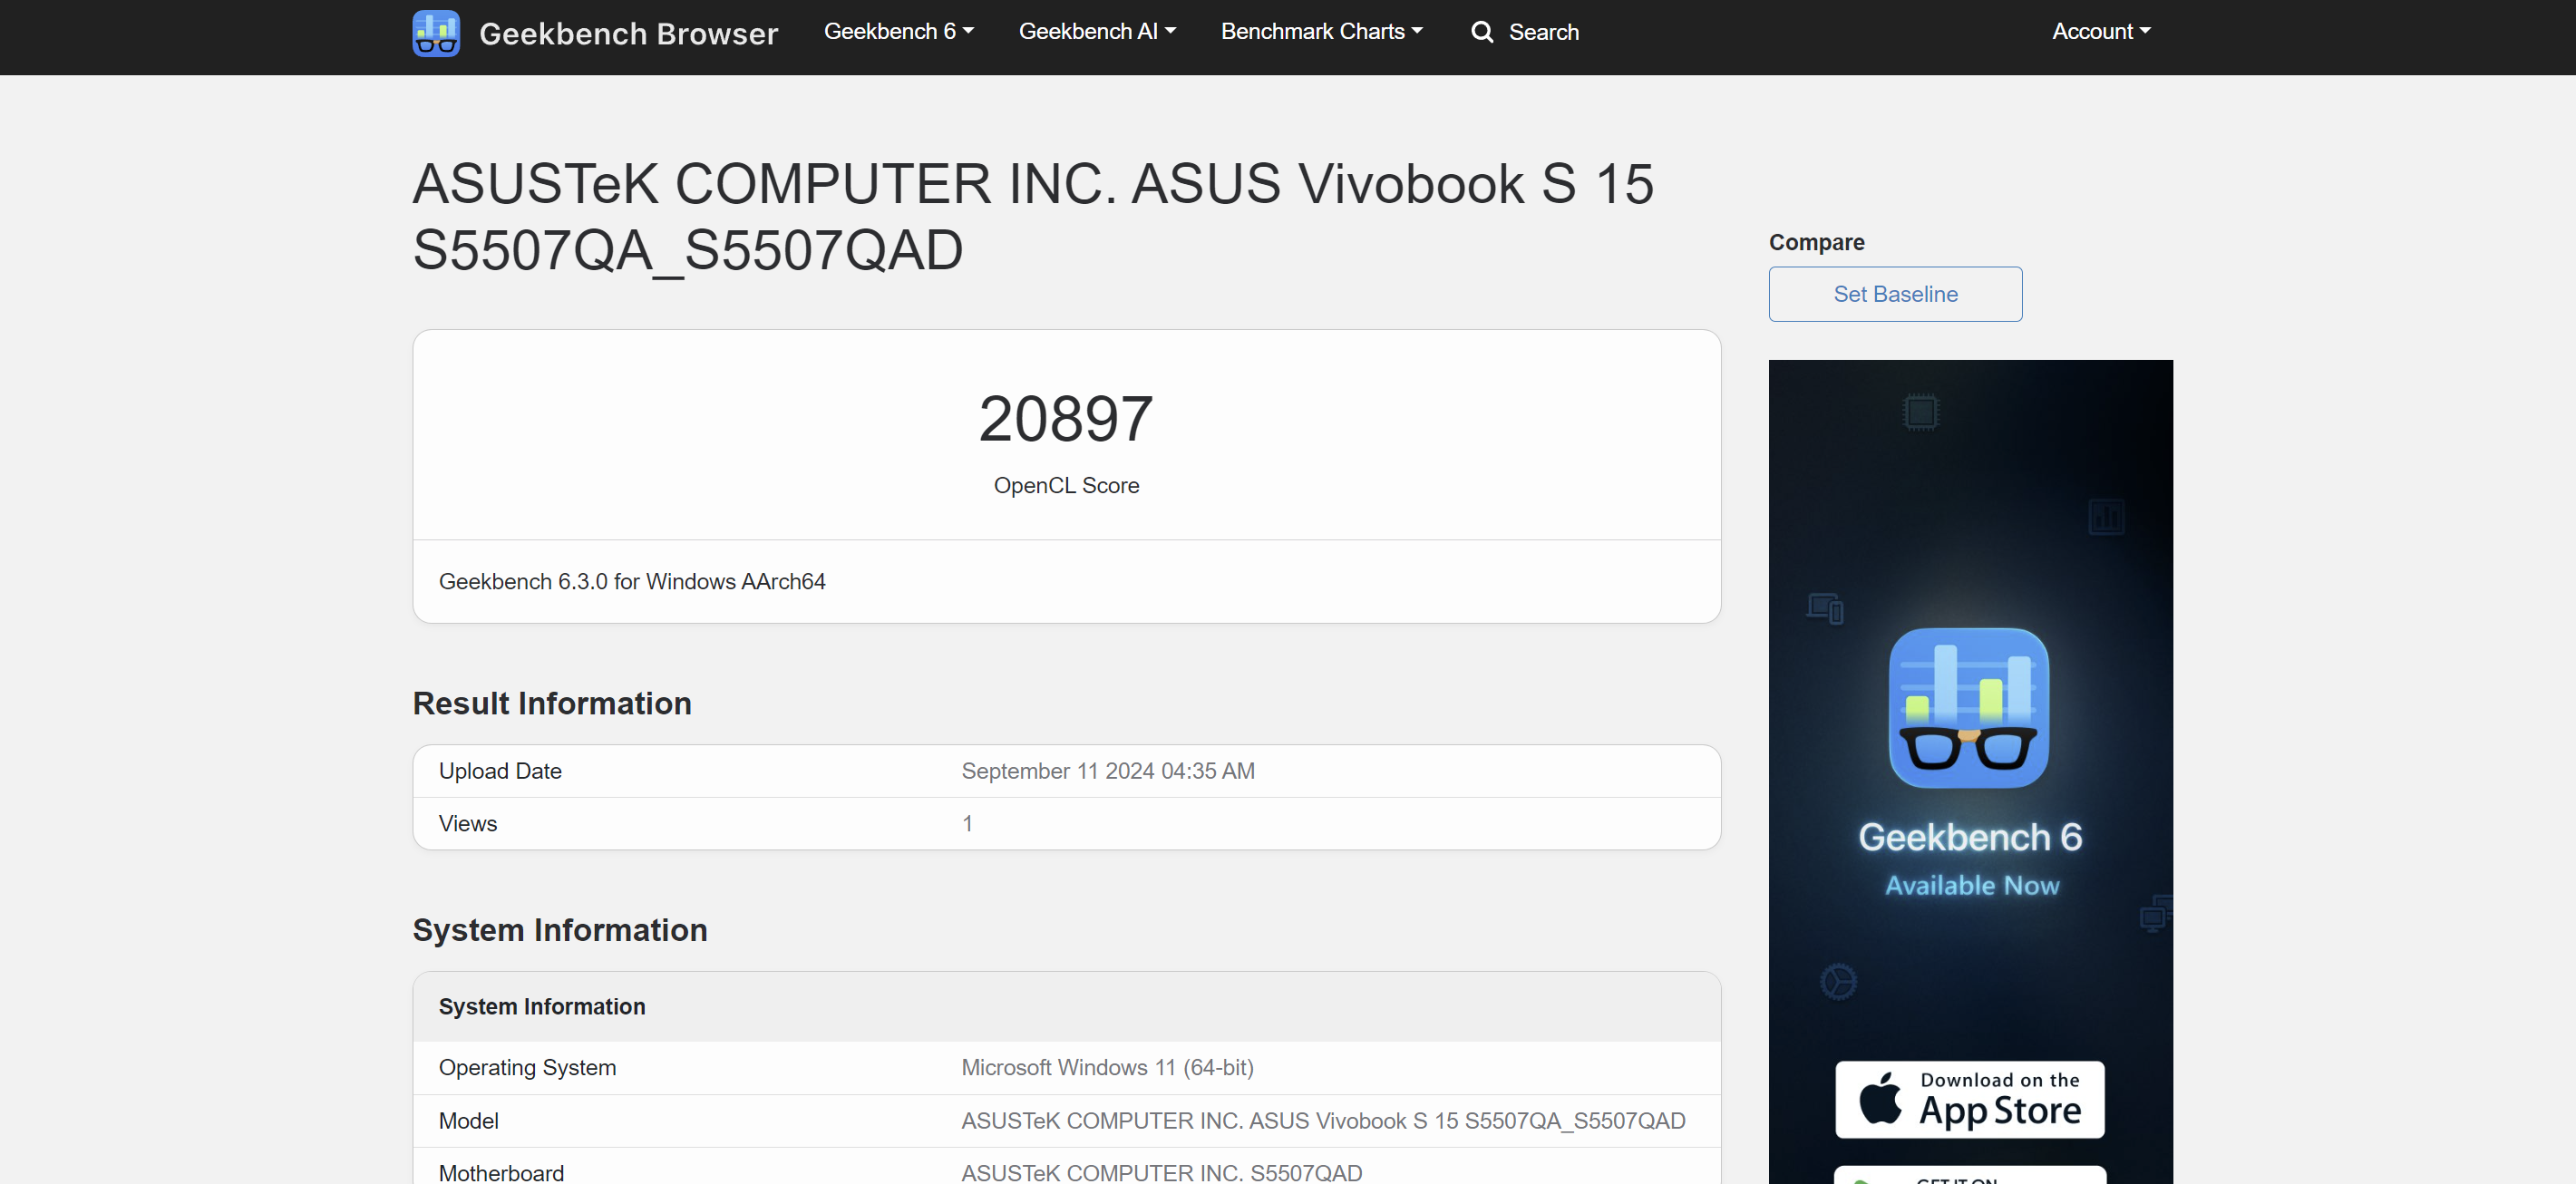 Geekbench Browser
Geekbench 6
Geekbench AI
Benchmark Charts
Search
Account
ASUSTeK COMPUTER INC. ASUS Vivobook S 15
S5507QA_S5507QAD
20897
OpenCL Score
Geekbench 6.3.0 for Windows AArch64
Result Information
Upload Date September 11 2024 04:35 AM
Views 1
System Information
System Information
Operating System Microsoft Windows 11 (64-bit)
Model ASUSTeK COMPUTER INC. ASUS Vivobook S 15 S5507QA_S5507QAD
Motherboard ASUSTeK COMPUTER INC. S5507QAD
Compare
Set Baseline
Geekbench 6
Available Now
Download on the
App Store
GET IT ON